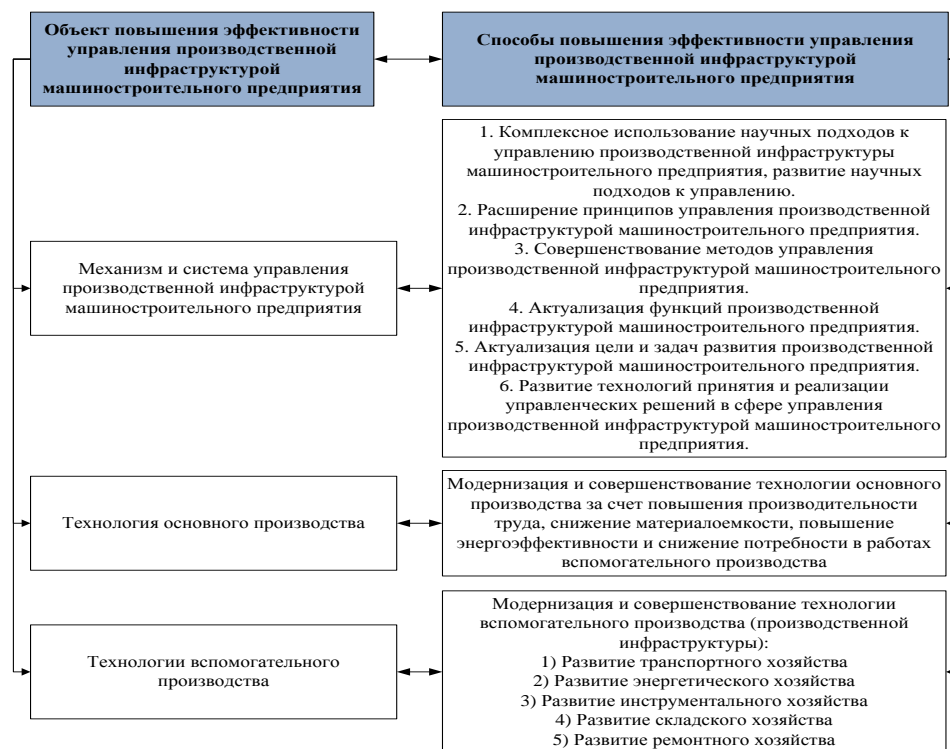 Объект повышения эффективности
управления производственной
инфраструктурой
машиностроительного предприятия
Способы повышения эффективности управления
производственной инфраструктурой
машиностроительного предприятия
Механизм и система управления
производственной инфраструктурой
машиностроительного предприятия
1. Комплексное использование научных подходов к
управлению производственной инфраструктуры
машиностроительного предприятия, развитие научных
подходов к управлению.
2. Расширение принципов управления производственной
инфраструктурой машиностроительного предприятия.
3. Совершенствование методов управления
производственной инфраструктурой машиностроительного
предприятия.
4. Актуализация функций производственной
инфраструктурой машиностроительного предприятия.
5. Актуализация цели и задач развития производственной
инфраструктурой машиностроительного предприятия.
6. Развитие технологий принятия и реализации
управленческих решений в сфере управления
производственной инфраструктурой машиностроительного
предприятия.
Технология основного производства
Модернизация и совершенствование технологии основного
производства за счет повышения производительности
труда, снижение материалоемкости, повышение
энергоэффективности и снижение потребности в работах
вспомогательного производства
Технологии вспомогательного
производства
Модернизация и совершенствование технологии
вспомогательного производства (производственной
инфраструктуры):
1) Развитие транспортного хозяйства
2) Развитие энергетического хозяйства
3) Развитие инструментального хозяйства
4) Развитие складского хозяйства
5) Развитие ремонтного хозяйства